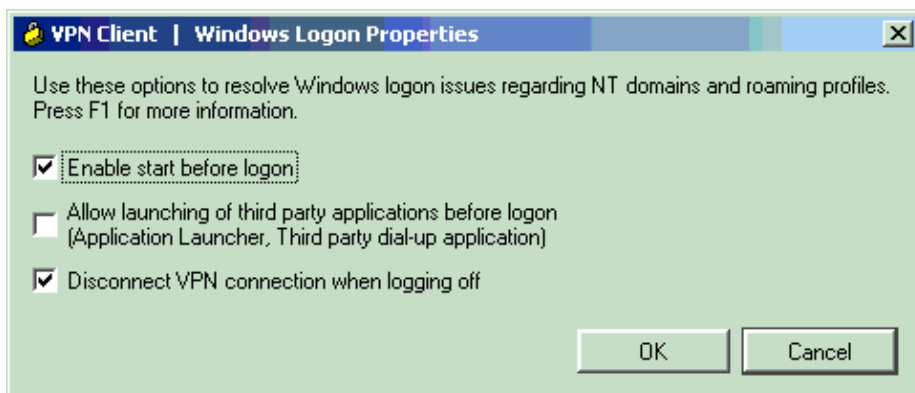 VPN Client | Windows Logon Properties
Use these options to resolve Windows logon issues regarding NT domains and roaming profiles.
Press F1 for more information.
Enable start before logon
Allow launching of third party applications before logon
(Application Launcher, Third party dial-up application)
Disconnect VPN connection when logging off
OK Cancel